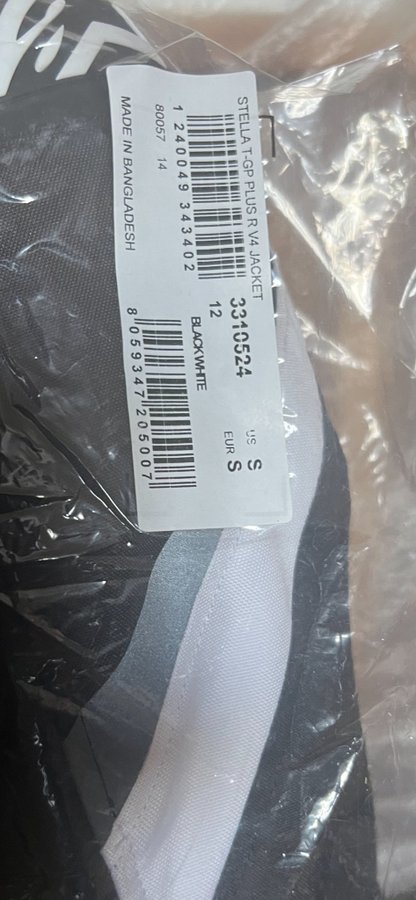 STELLA T-GP PLUS R V4 JACKET
3310524
12
US S
EUR S
1 240049 343402
BLACK WHITE
80057 14
MADE IN BANGLADESH
8 059347 205007